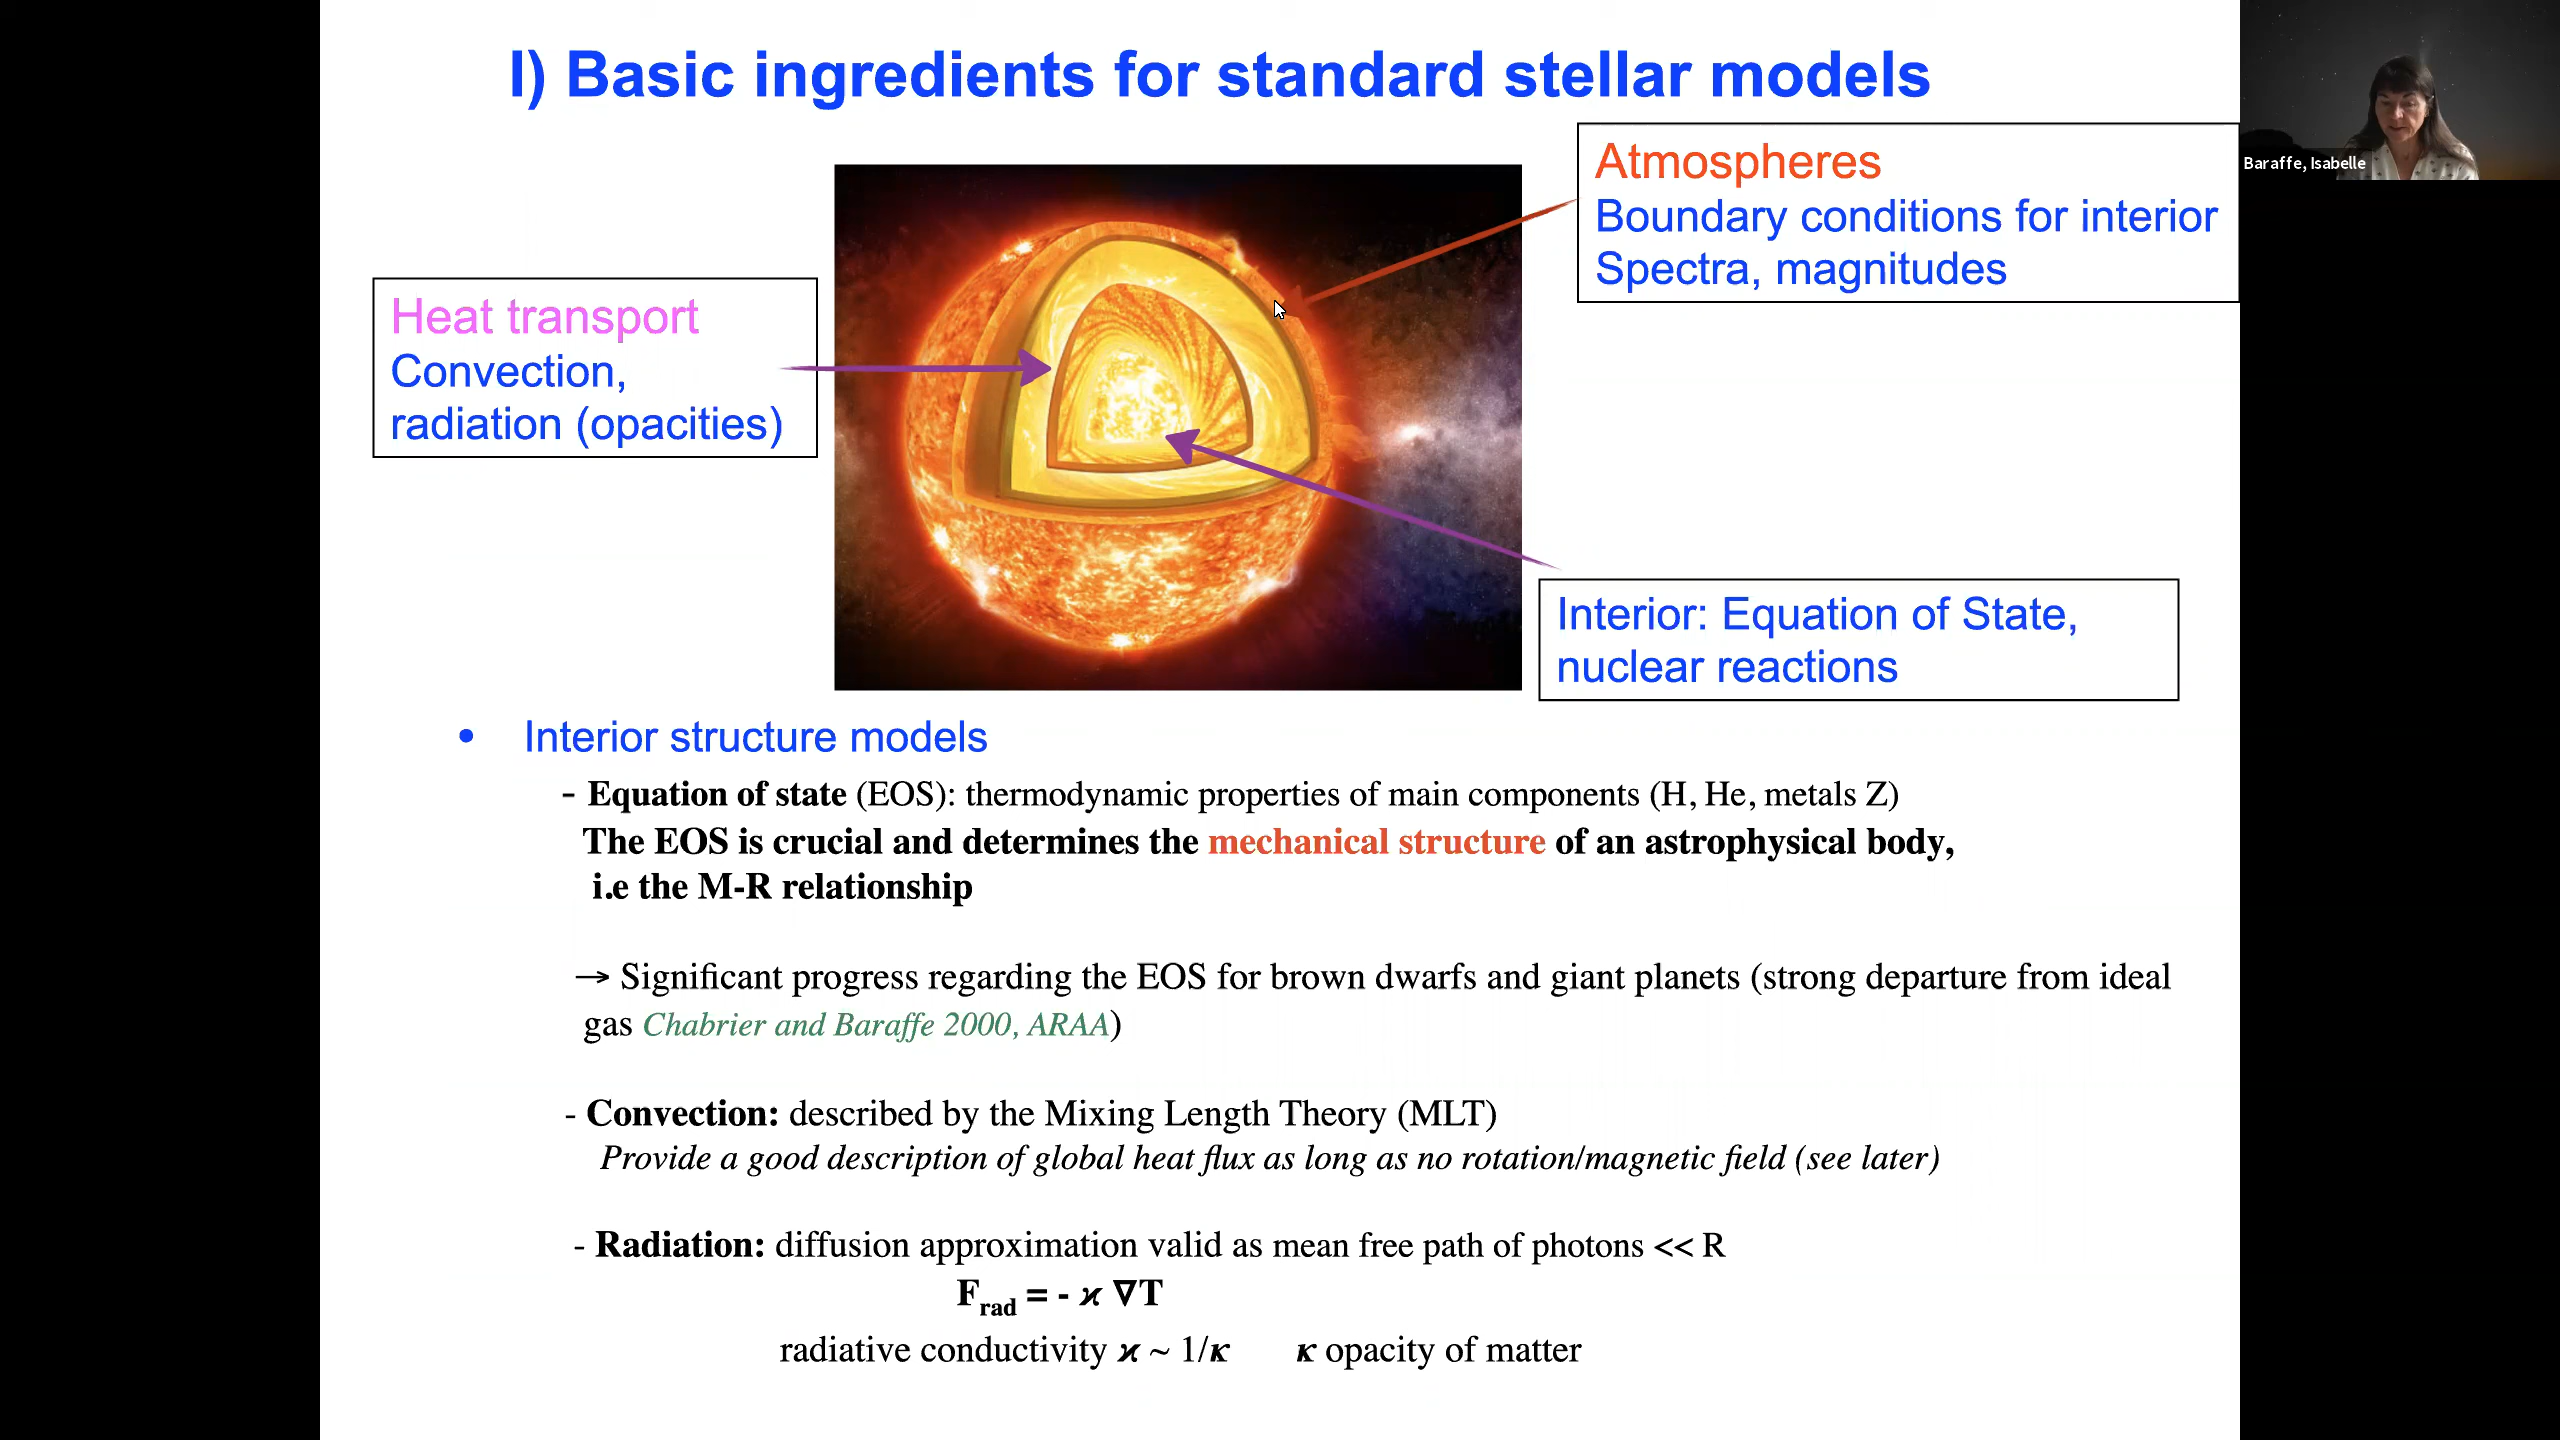 I) Basic ingredients for standard stellar models
Baraffe, Isabelle
Atmospheres
Boundary conditions for interior
Spectra, magnitudes
Heat transport
Convection,
radiation (opacities)
Interior: Equation of State,
nuclear reactions
• Interior structure models
- Equation of state (EOS): thermodynamic properties of main components (H, He, metals Z)
The EOS is crucial and determines the mechanical structure of an astrophysical body,
i.e the M-R relationship
→ Significant progress regarding the EOS for brown dwarfs and giant planets (strong departure from ideal
gas Chabrier and Baraffe 2000, ARAA)
- Convection: described by the Mixing Length Theory (MLT)
Provide a good description of global heat flux as long as no rotation/magnetic field (see later)
- Radiation: diffusion approximation valid as mean free path of photons << R
F_rad = - ϰ ∇T
radiative conductivity ϰ ~ 1/κ κ opacity of matter